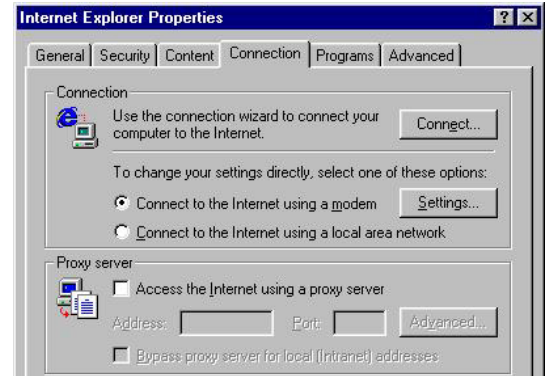 Internet Explorer Properties
General Security Content Connection Programs Advanced
Connection
Use the connection wizard to connect your
computer to the Internet.
Connect...
To change your settings directly, select one of these options:
Connect to the Internet using a modem
Settings...
Connect to the Internet using a local area network
Proxy server
Access the Internet using a proxy server
Address: Port: Advanced...
Bypass proxy server for local (Intranet) addresses